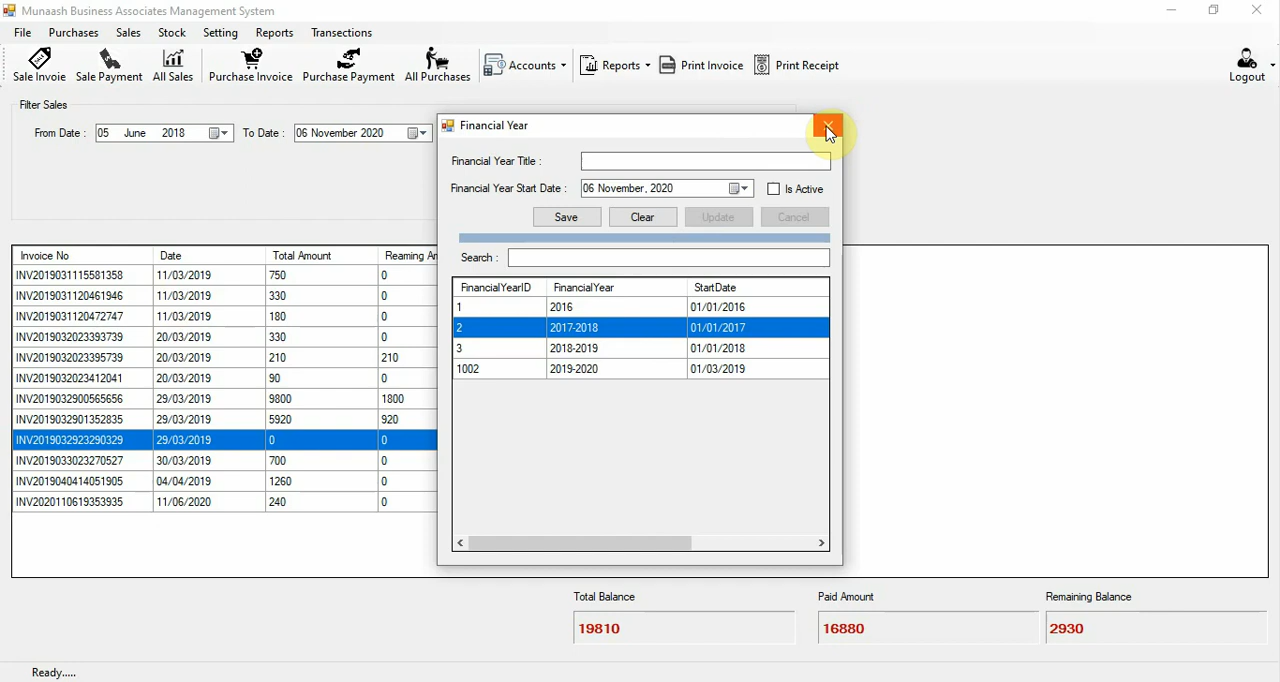 Munaash Business Associates Management System
File Purchases Sales Stock Setting Reports Transactions
Sale Invoie Sale Payment All Sales Purchase Invoice Purchase Payment All Purchases Accounts Reports Print Invoice Print Receipt Logout
Filter Sales
From Date : 05 June 2018 To Date : 06 November 2020
Financial Year
Financial Year Title :
Financial Year Start Date : 06 November, 2020 Is Active
Save Clear Update Cancel
Search :
FinancialYearID FinancialYear StartDate
1 2016 01/01/2016
2 2017-2018 01/01/2017
3 2018-2019 01/01/2018
1002 2019-2020 01/03/2019
Invoice No Date Total Amount Reaming Am
INV2019031115581358 11/03/2019 750 0
INV2019031120461946 11/03/2019 330 0
INV2019031120472747 11/03/2019 180 0
INV2019032023393739 20/03/2019 330 0
INV2019032023395739 20/03/2019 210 210
INV2019032023412041 20/03/2019 90 0
INV2019032900565656 29/03/2019 9800 1800
INV2019032901352835 29/03/2019 5920 920
INV2019032923290329 29/03/2019 0 0
INV2019033023270527 30/03/2019 700 0
INV2019040414051905 04/04/2019 1260 0
INV2020110619353935 11/06/2020 240 0
Total Balance Paid Amount Remaining Balance
19810 16880 2930
Ready.....